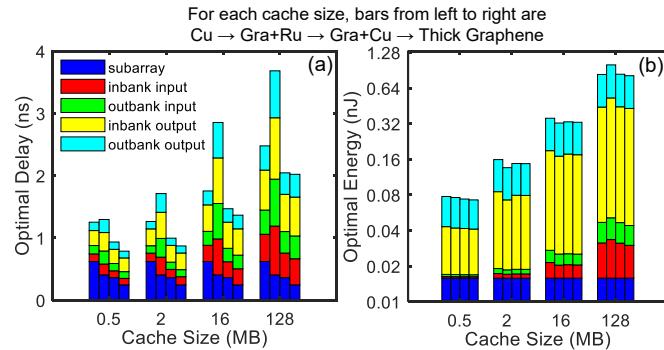 For each cache size, bars from left to right are
Cu → Gra+Ru → Gra+Cu → Thick Graphene
(a)
Optimal Delay (ns)
4
3
2
1
0
subarray
inbank input
outbank input
inbank output
outbank output
0.5 2 16 128
Cache Size (MB)
(b)
Optimal Energy (nJ)
1.28
0.64
0.32
0.16
0.08
0.04
0.02
0.01
0.5 2 16 128
Cache Size (MB)